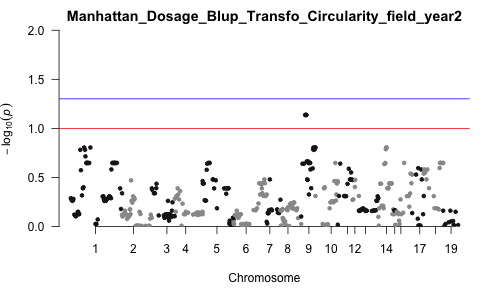 Manhattan_Dosage_Blup_Transfo_Circularity_field_year2
2.0
1.5
1.0
0.5
0.0
− log10(p)
1 2 3 4 5 6 7 8 9 10 12 14 17 19
Chromosome